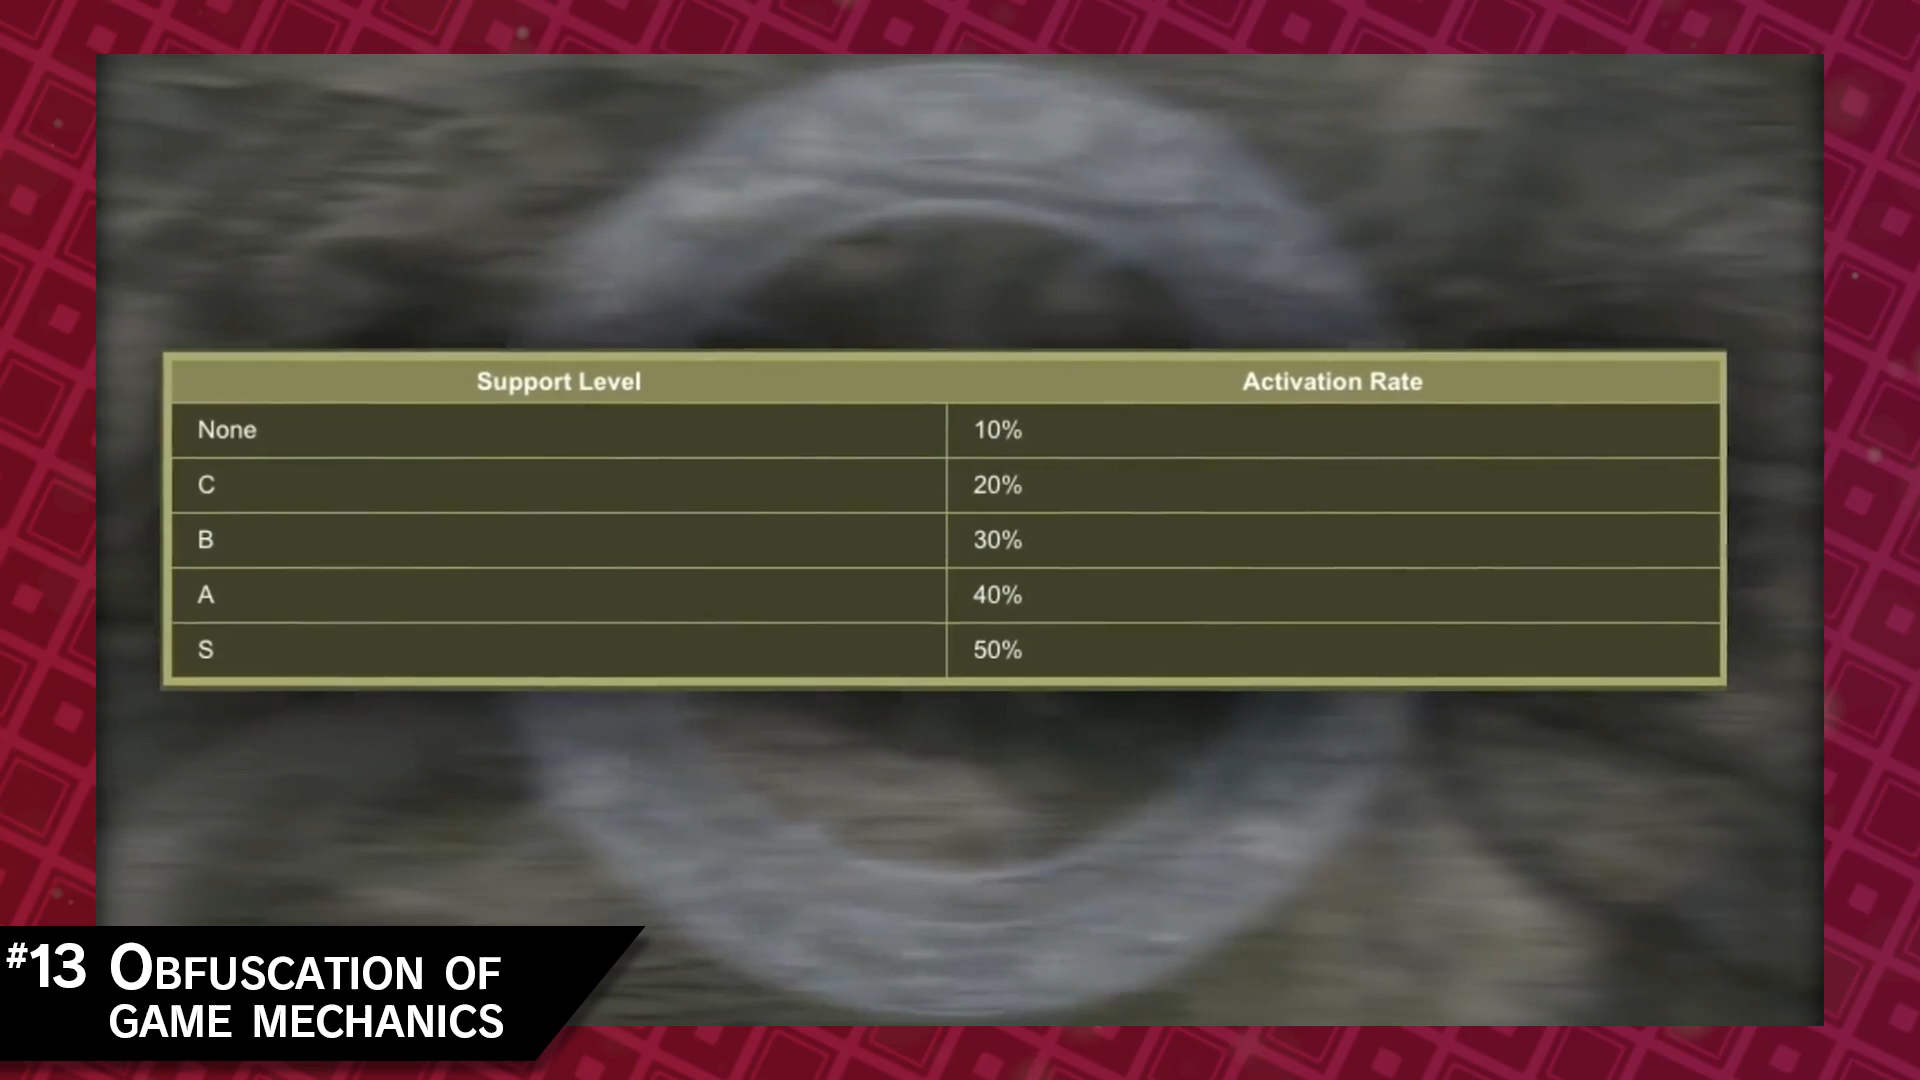 Support Level Activation Rate
None 10%
C 20%
B 30%
A 40%
S 50%
#13 Obfuscation of
game mechanics